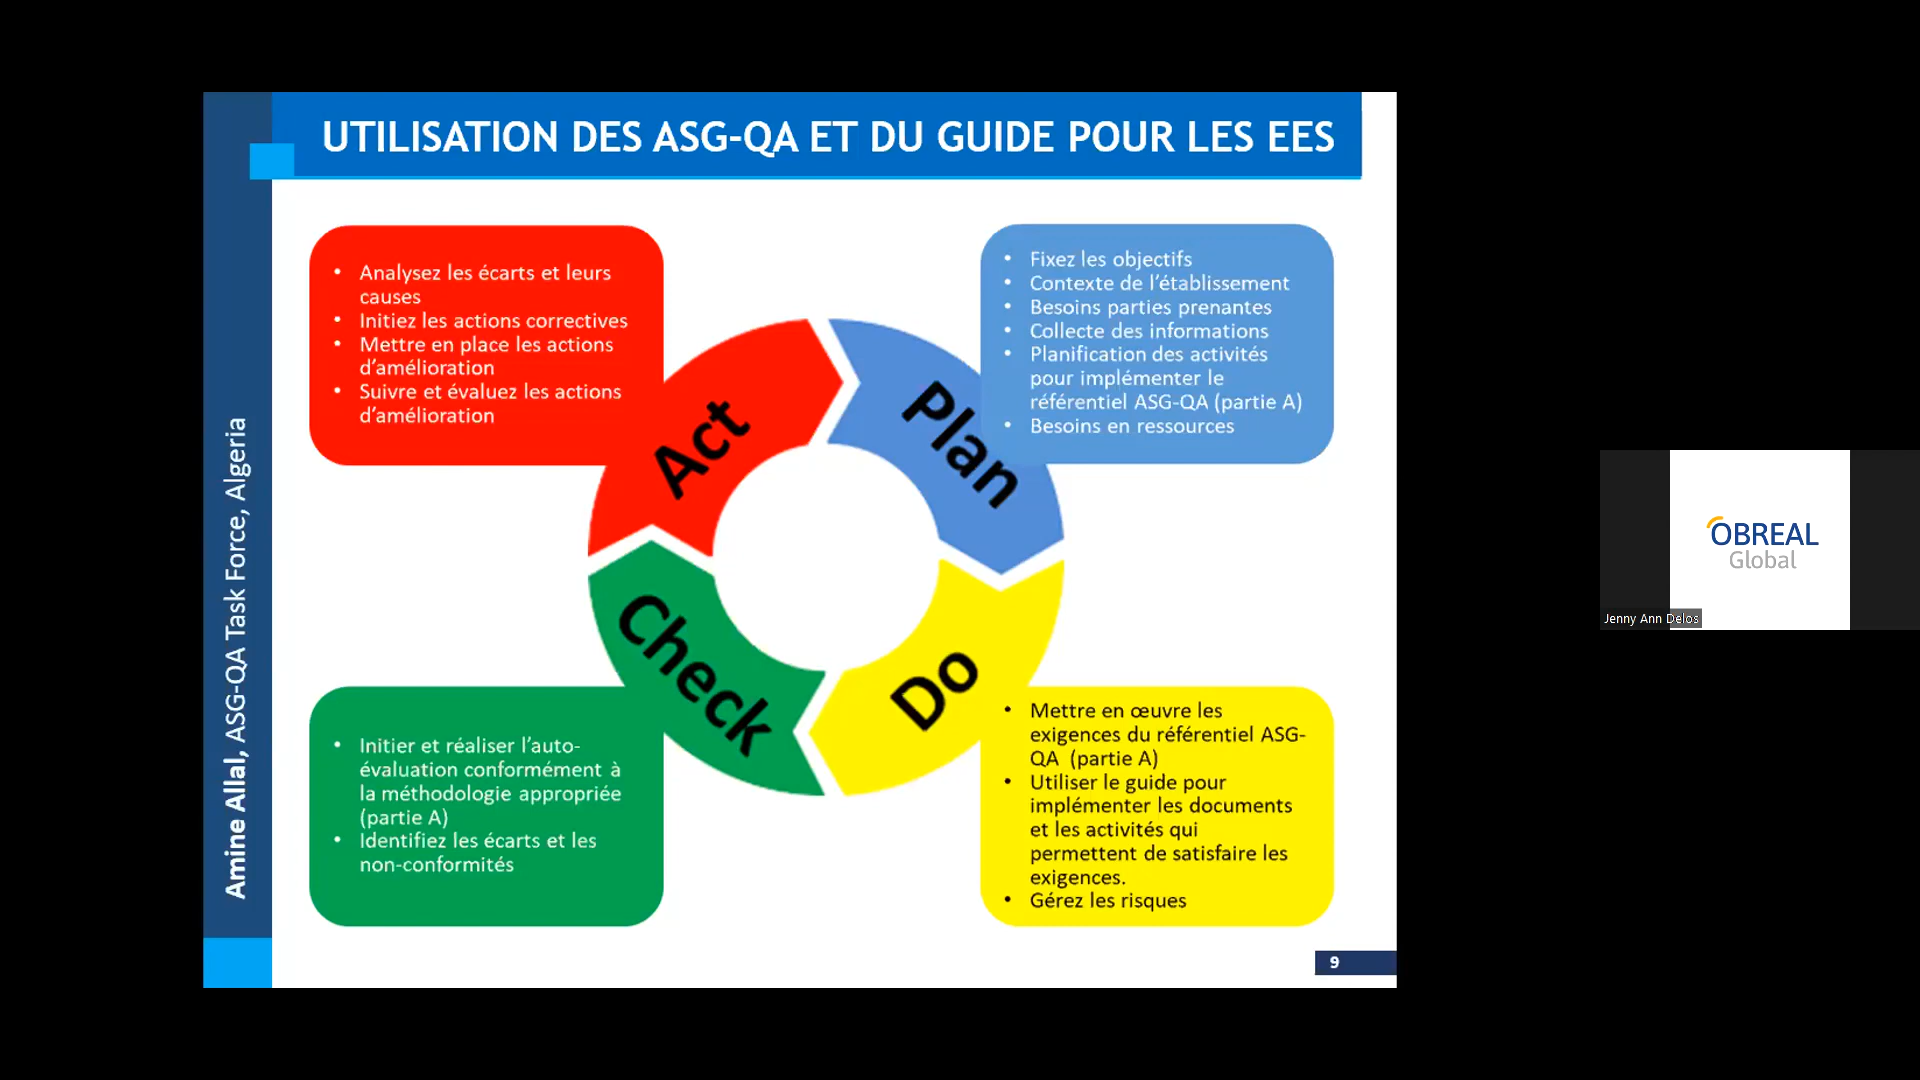 UTILISATION DES ASG-QA ET DU GUIDE POUR LES EES
Amine Allal, ASG-QA Task Force, Algeria
• Analysez les écarts et leurs
causes
• Initiez les actions correctives
• Mettre en place les actions
d’amélioration
• Suivre et évaluez les actions
d’amélioration
Act
• Fixez les objectifs
• Contexte de l’établissement
• Besoins parties prenantes
• Collecte des informations
• Planification des activités
pour implémenter le
référentiel ASG-QA (partie A)
• Besoins en ressources
Plan
• Initier et réaliser l’auto-
évaluation conformément à
la méthodologie appropriée
(partie A)
• Identifiez les écarts et les
non-conformités
Check
• Mettre en œuvre les
exigences du référentiel ASG-
QA (partie A)
• Utiliser le guide pour
implémenter les documents
et les activités qui
permettent de satisfaire les
exigences.
• Gérez les risques
Do
9
OBREAL
Global
Jenny Ann Delos